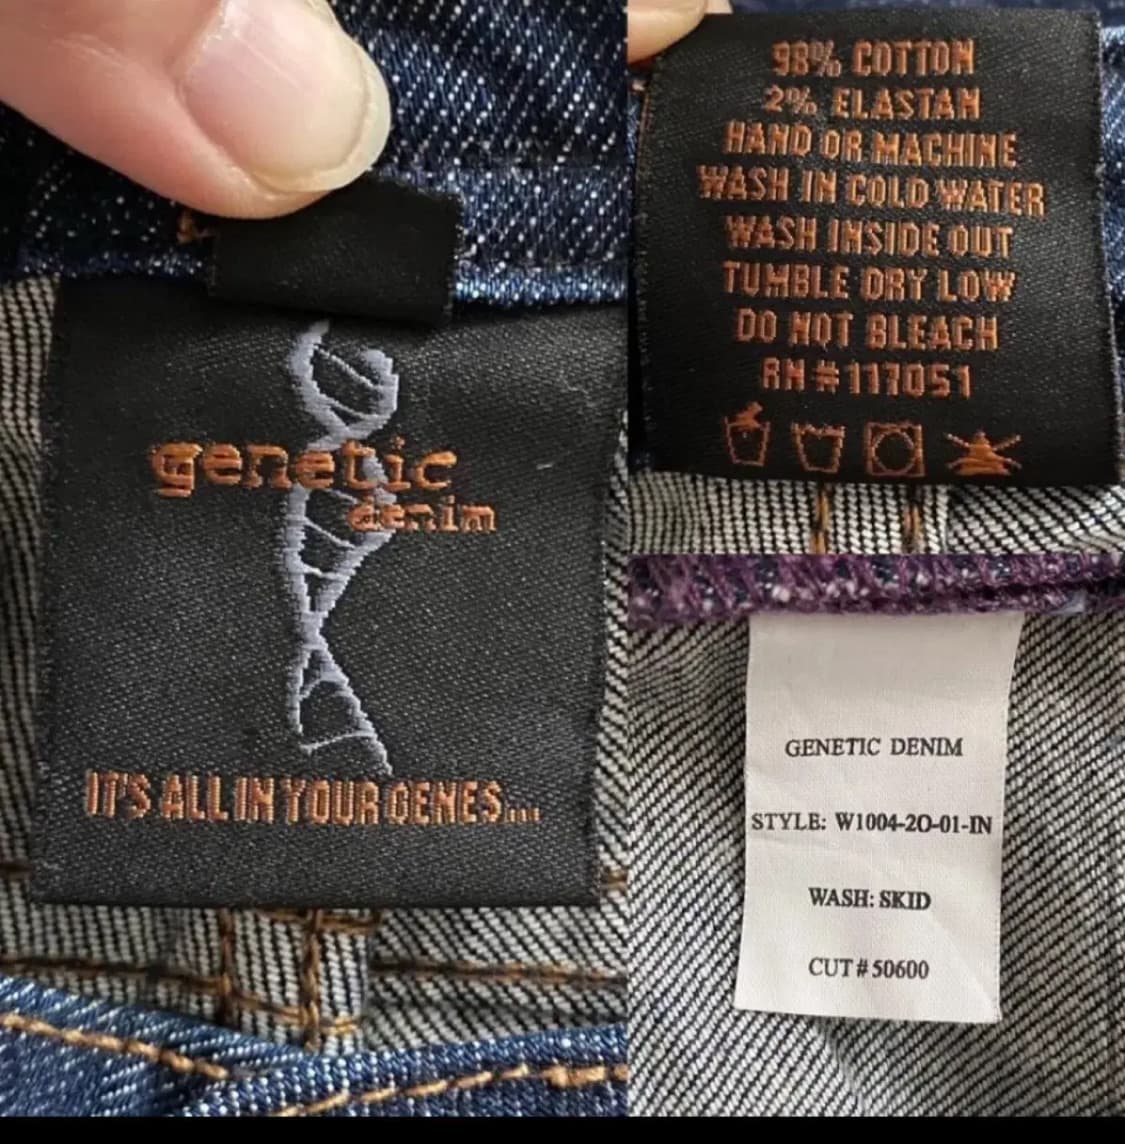 genetic
denim
IT'S ALL IN YOUR GENES...
98% COTTON
2% ELASTAN
HAND OR MACHINE
WASH IN COLD WATER
WASH INSIDE OUT
TUMBLE DRY LOW
DO NOT BLEACH
RN#117051
GENETIC DENIM
STYLE: W1004-2O-01-IN
WASH: SKID
CUT# 50600